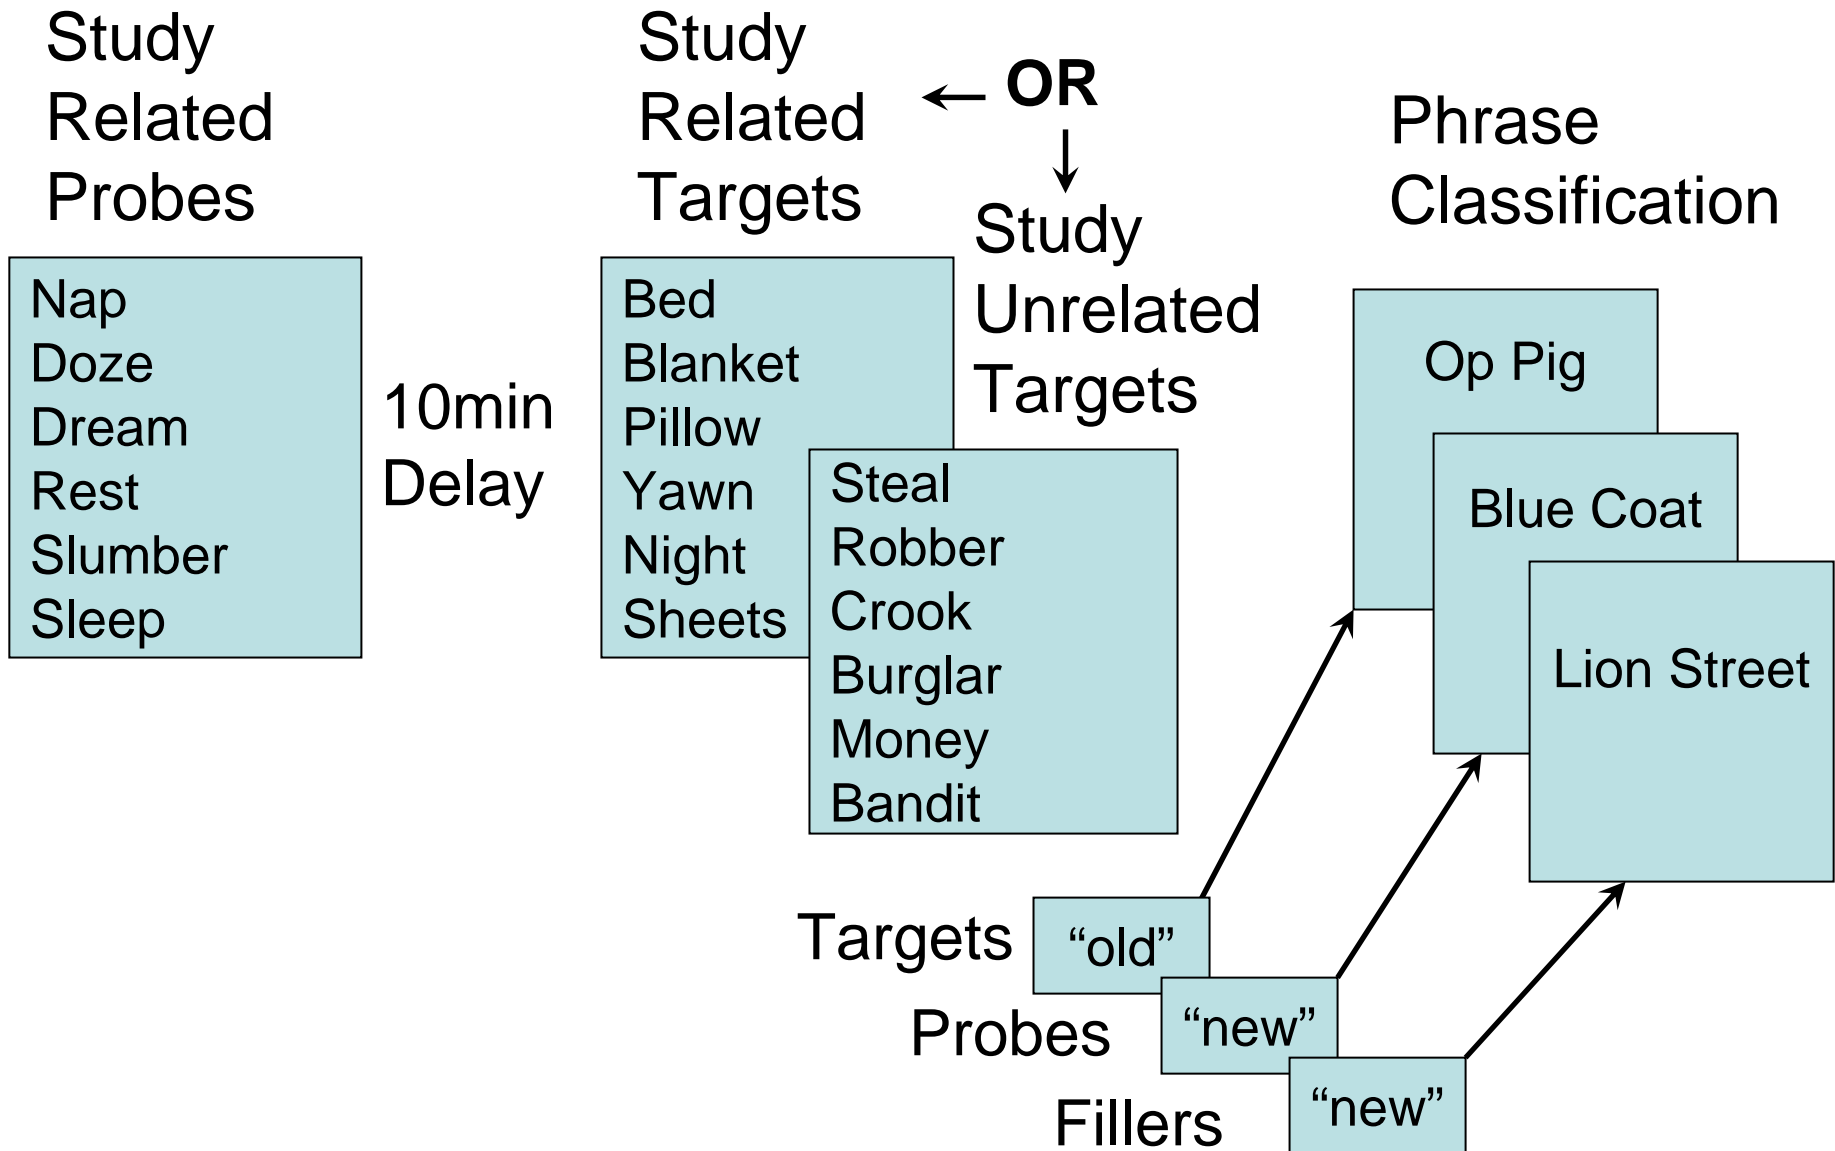 Study
Related
Probes
Nap
Doze
Dream
Rest
Slumber
Sleep
10min
Delay
Study
Related
Targets
OR
Study
Unrelated
Targets
Bed
Blanket
Pillow
Yawn
Night
Sheets
Steal
Robber
Crook
Burglar
Money
Bandit
Phrase
Classification
Op Pig
Blue Coat
Lion Street
Targets
“old”
Probes
“new”
Fillers
“new”